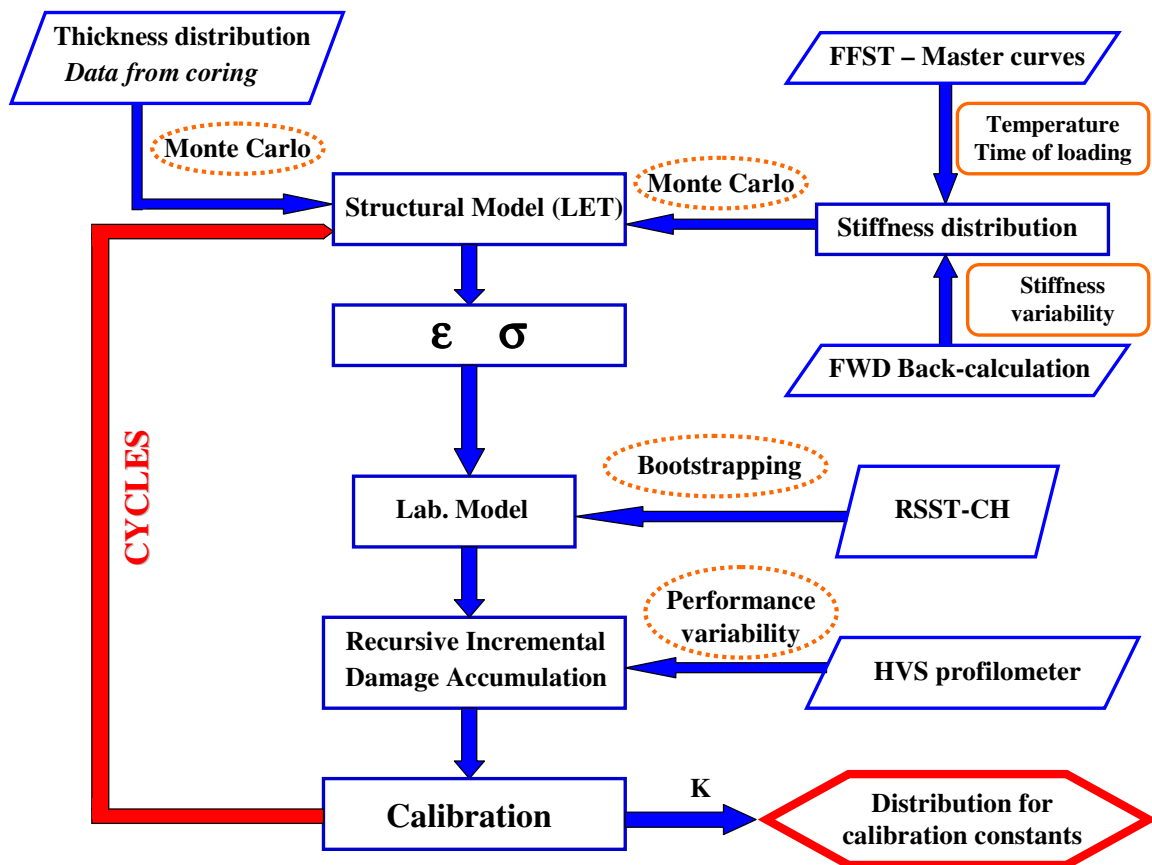 Thickness distribution
Data from coring
FFST – Master curves
Temperature
Time of loading
Monte Carlo
Monte Carlo
Structural Model (LET)
Stiffness distribution
Stiffness
variability
ε σ
FWD Back-calculation
CYCLES
Bootstrapping
Lab. Model
RSST-CH
Performance
variability
Recursive Incremental
Damage Accumulation
HVS profilometer
K
Calibration
Distribution for
calibration constants